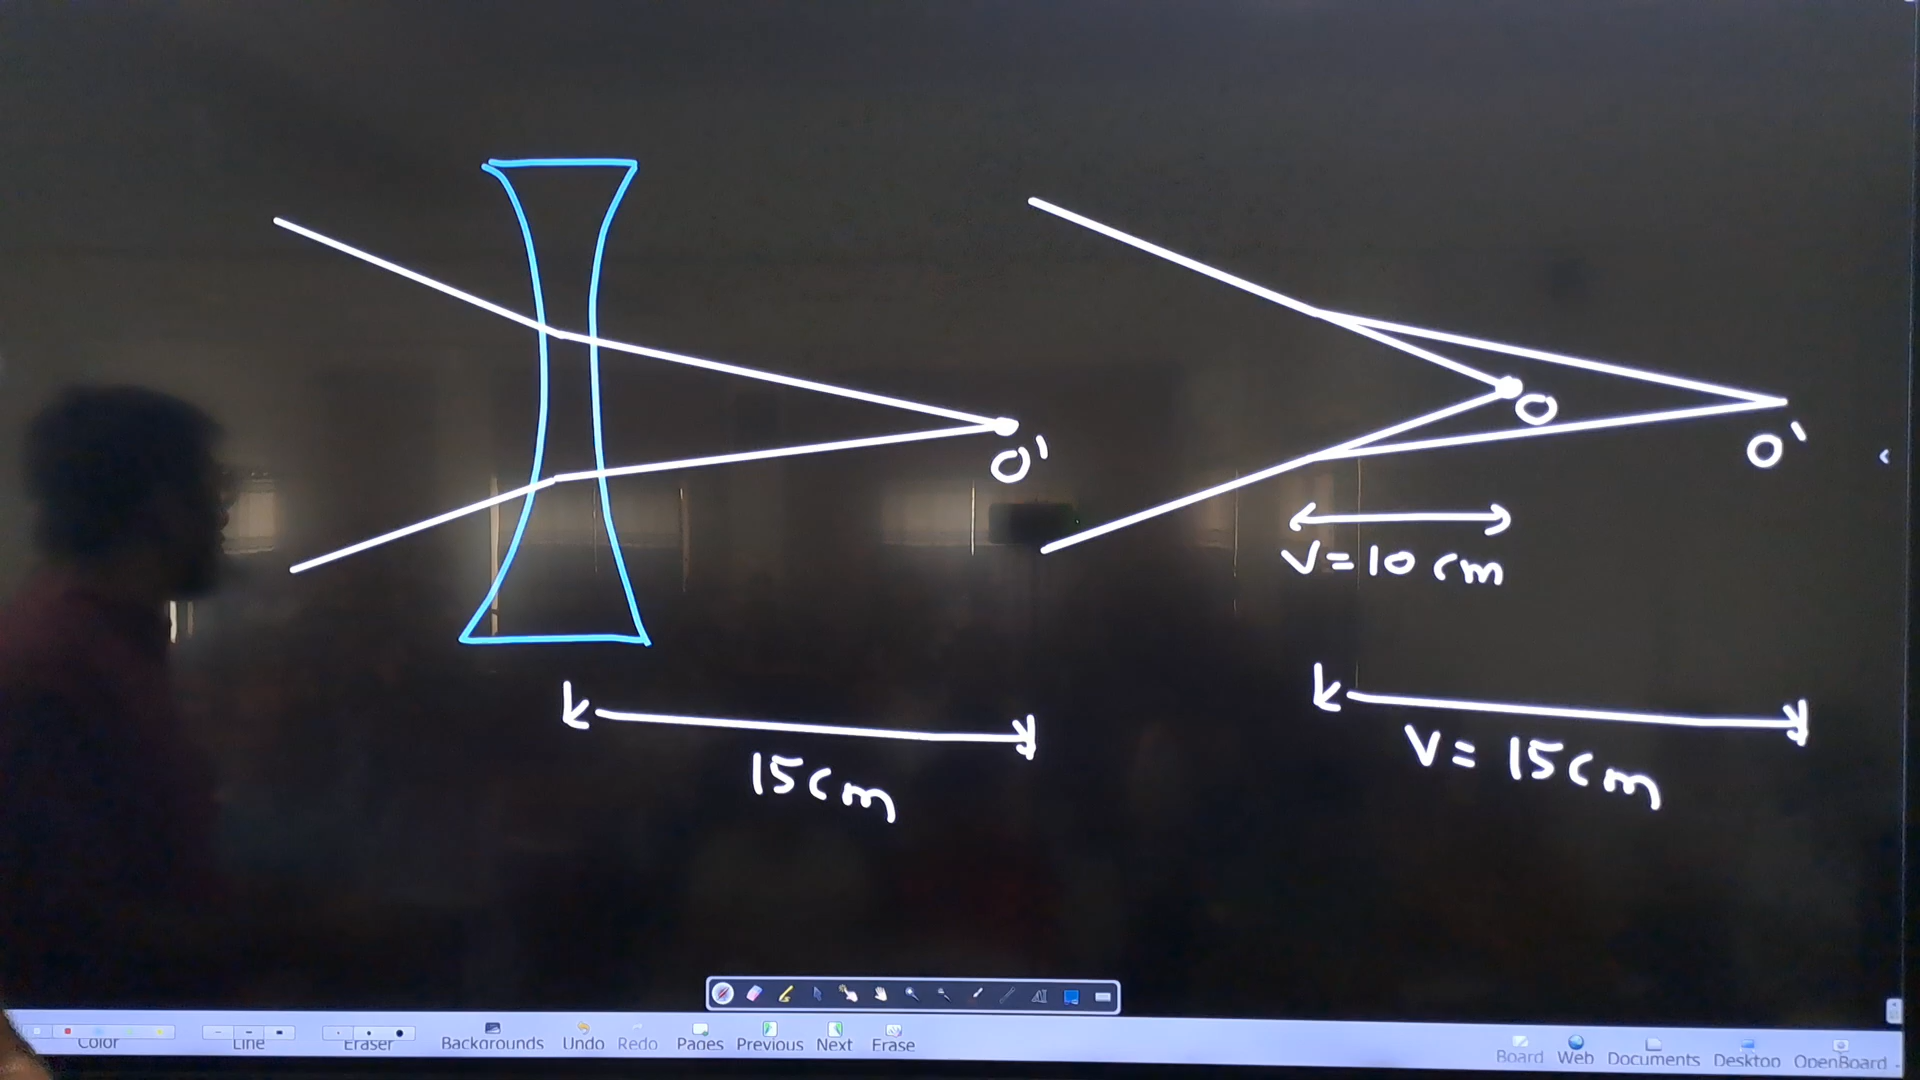 O'
15cm
O
O'
V=10 cm
V= 15cm
Color
Line
Eraser
Backgrounds
Undo
Redo
Pages
Previous
Next
Erase
Board
Web
Documents
Desktop
OpenBoard